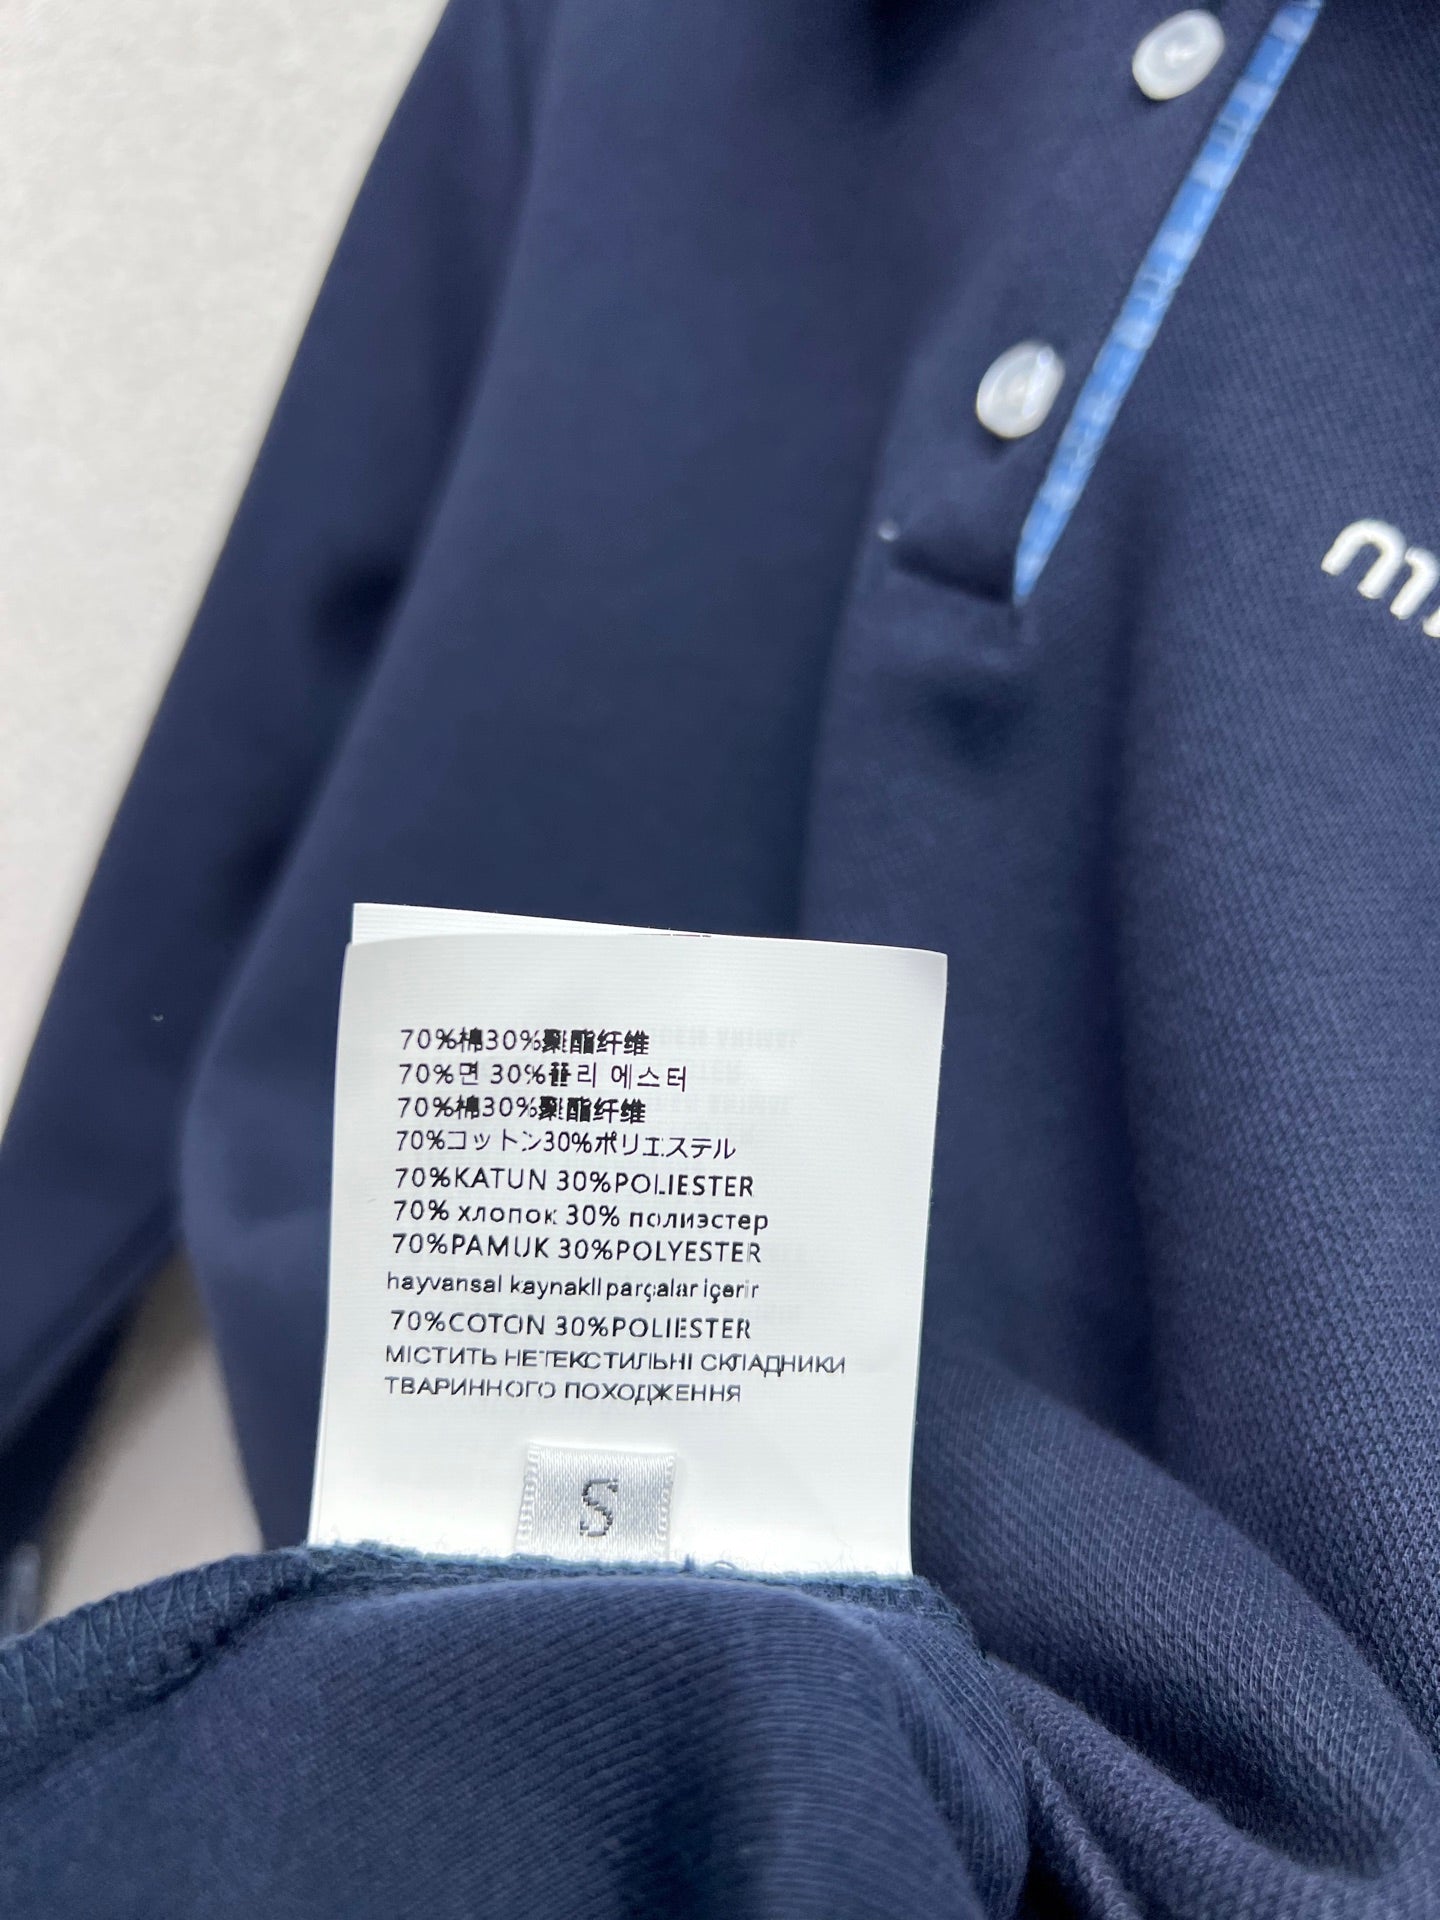 70%棉30%聚酯纤维
70%면 30%폴리 에스터
70%棉30%聚酯纤维
70%コットン30%ポリエステル
70%KATUN 30%POLIESTER
70% хлопок 30% полиэстер
70%PAMUK 30%POLYESTER
hayvansal kaynakli parçalar içerir
70%COTON 30%POLIESTER
МІСТИТЬ НЕТЕКСТИЛЬНІ СКЛАДНИКИ
ТВАРИННОГО ПОХОДЖЕННЯ
S